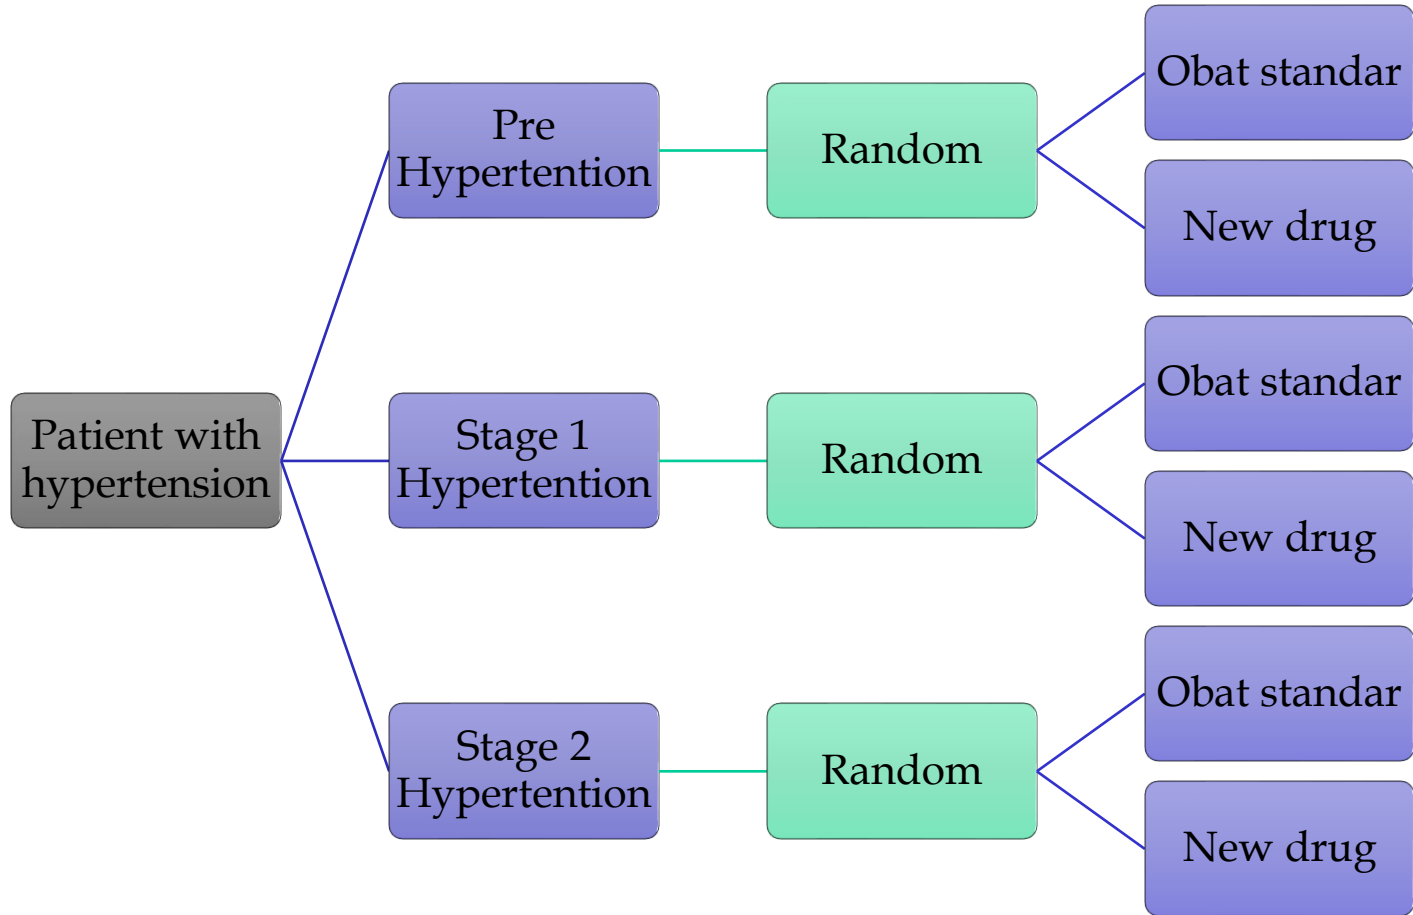 Patient with
hypertension
Pre
Hypertention
Random
Obat standar
New drug
Stage 1
Hypertention
Random
Obat standar
New drug
Stage 2
Hypertention
Random
Obat standar
New drug